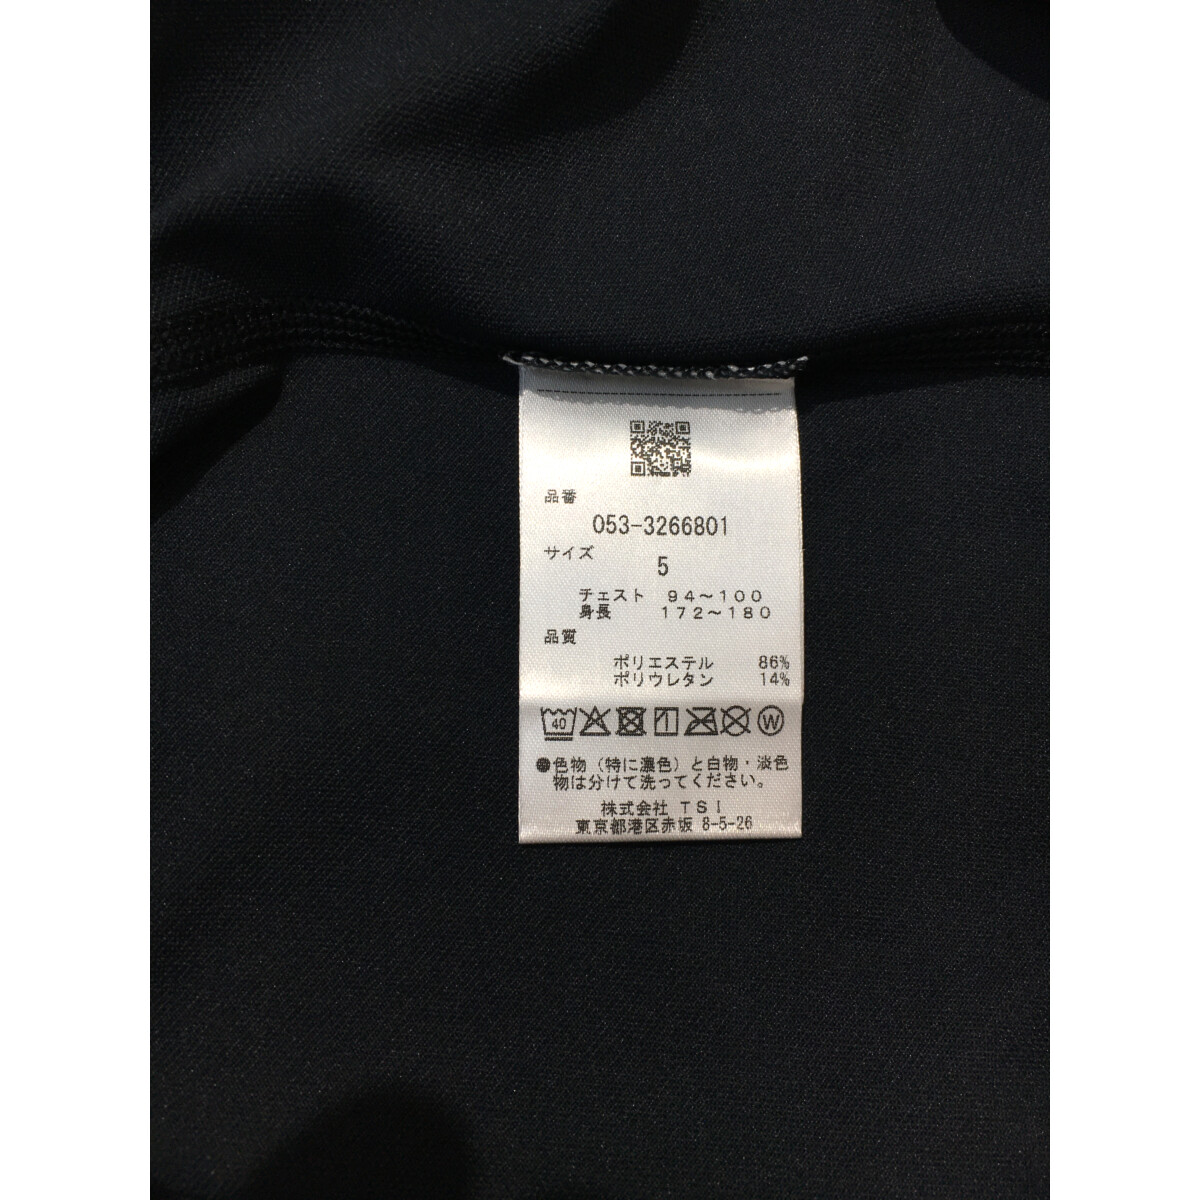 品番
053-3266801
サイズ
5
チェスト 94～100
身長 172～180
品質
ポリエステル 86%
ポリウレタン 14%
40 W
●色物（特に濃色）と白物・淡色
物は分けて洗ってください。
株式会社 TSI
東京都港区赤坂 8-5-26